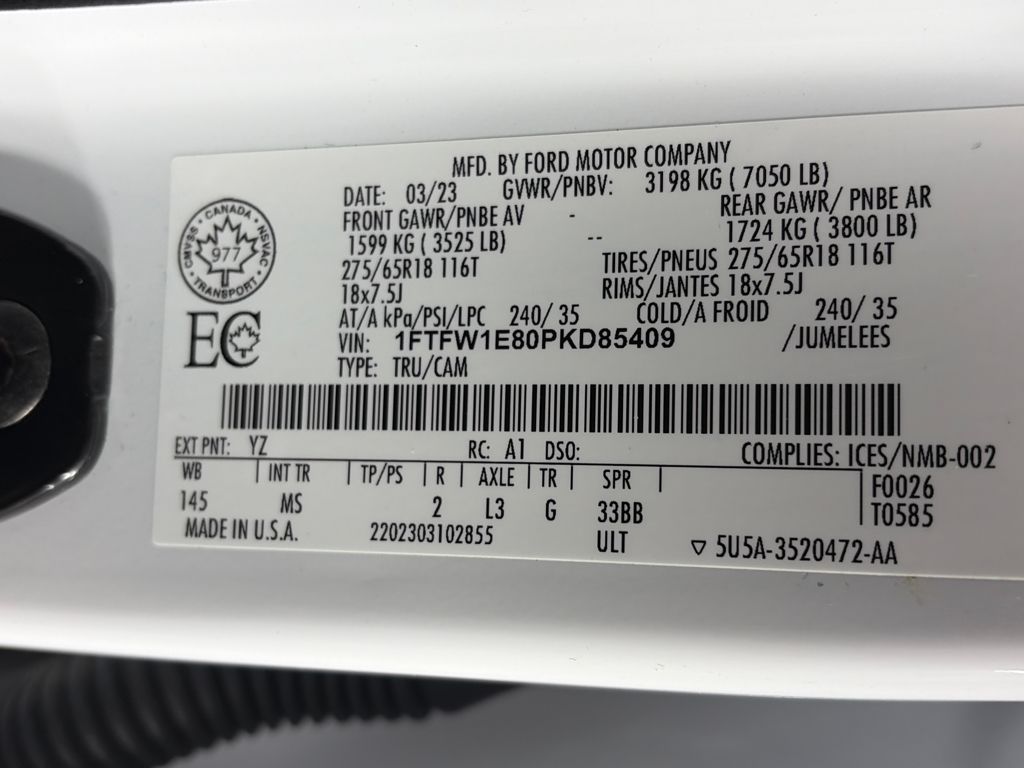 MFD. BY FORD MOTOR COMPANY
DATE: 03/23 GVWR/PNBV: 3198 KG ( 7050 LB)
FRONT GAWR/PNBE AV - REAR GAWR/ PNBE AR
1599 KG ( 3525 LB) -- 1724 KG ( 3800 LB)
275/65R18 116T TIRES/PNEUS 275/65R18 116T
18x7.5J RIMS/JANTES 18x7.5J
AT/A kPa/PSI/LPC 240/ 35 COLD/A FROID 240/ 35
VIN: 1FTFW1E80PKD85409 /JUMELEES
TYPE: TRU/CAM
CANADA
CMVSS NSVAC
977
TRANSPORT
EC
EXT PNT: YZ RC: A1 DSO: COMPLIES: ICES/NMB-002
WB | INT TR | TP/PS | R | AXLE | TR | SPR | F0026
145 MS 2 L3 G 33BB T0585
MADE IN U.S.A. 2202303102855 ULT ▽ 5U5A-3520472-AA